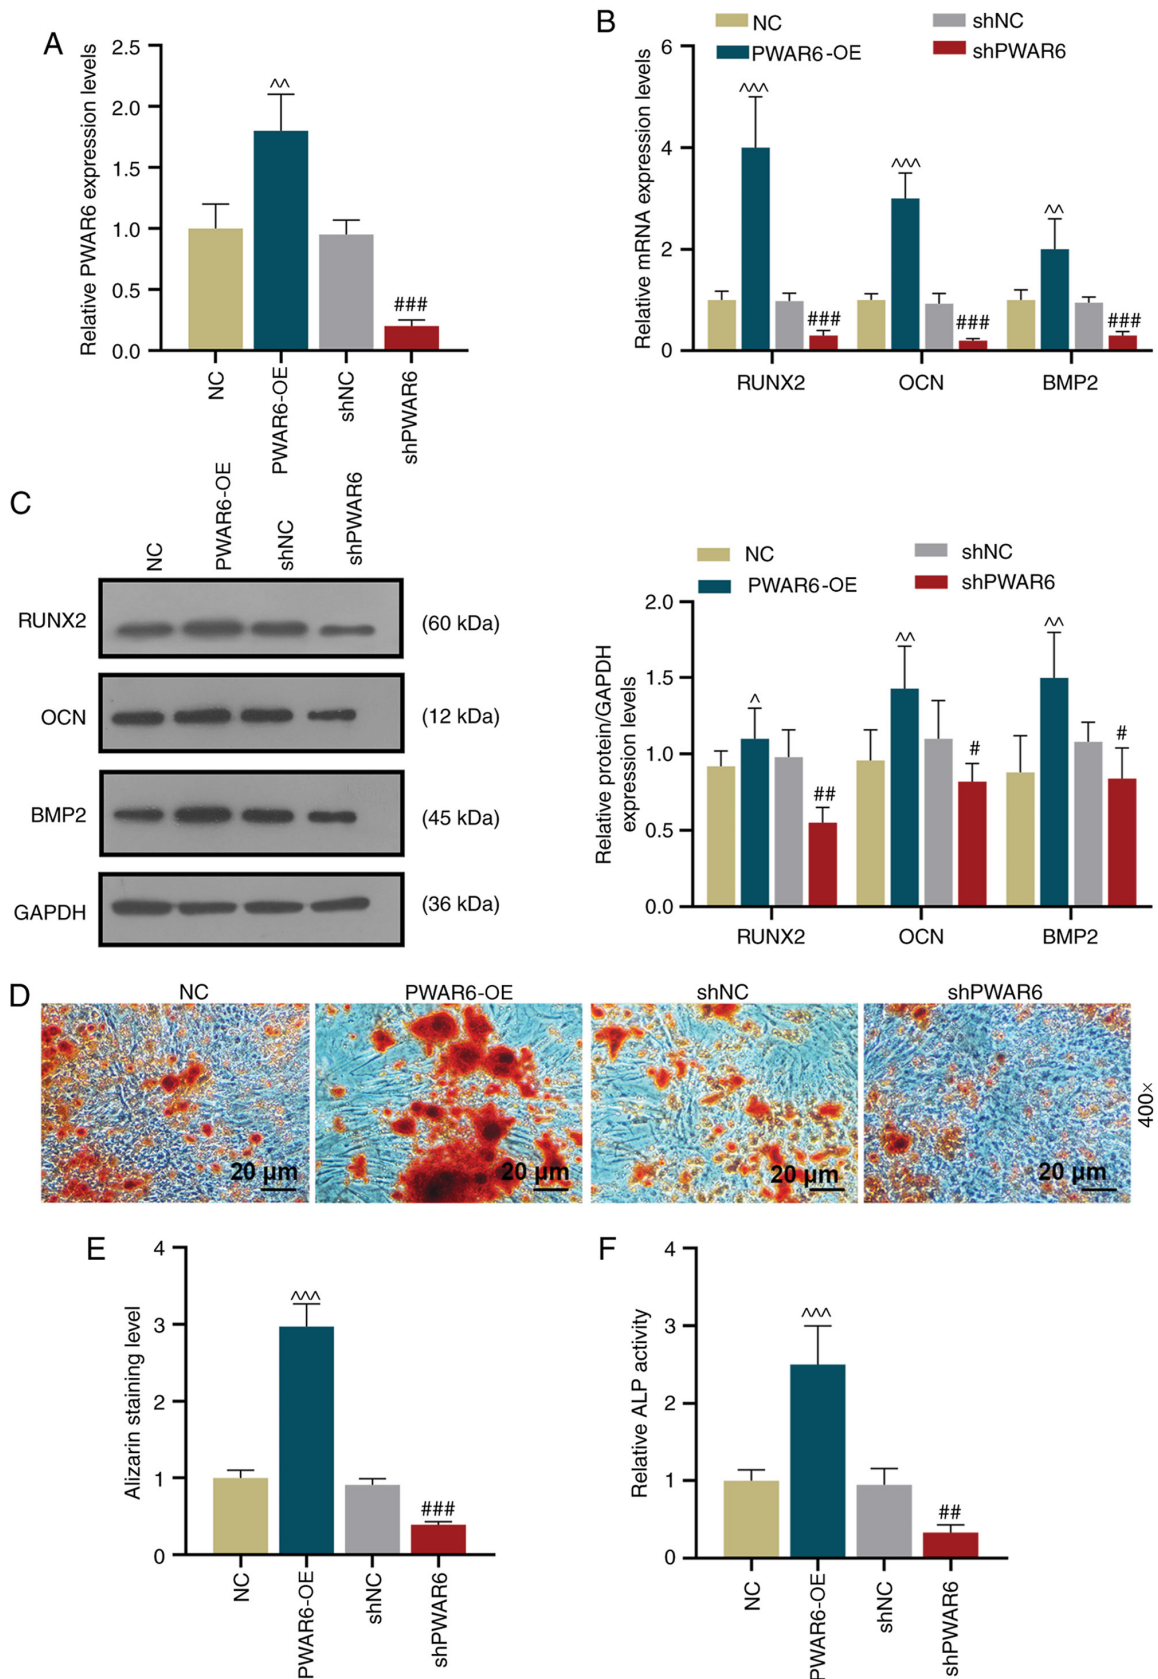 A
Relative PWAR6 expression levels
2.5
2.0
1.5
1.0
0.5
0.0
^^
###
NC
PWAR6-OE
shNC
shPWAR6
B
NC
shNC
PWAR6-OE
shPWAR6
Relative mRNA expression levels
6
4
2
0
^^^
###
^^^
###
^^
###
RUNX2
OCN
BMP2
C
NC
PWAR6-OE
shNC
shPWAR6
RUNX2
(60 kDa)
OCN
(12 kDa)
BMP2
(45 kDa)
GAPDH
(36 kDa)
NC
shNC
PWAR6-OE
shPWAR6
Relative protein/GAPDH
expression levels
2.0
1.5
1.0
0.5
0.0
^
##
^^
#
^^
#
RUNX2
OCN
BMP2
D
NC
PWAR6-OE
shNC
shPWAR6
20 µm
20 µm
20 µm
20 µm
400×
E
Alizarin staining level
4
3
2
1
0
^^^
###
NC
PWAR6-OE
shNC
shPWAR6
F
Relative ALP activity
4
3
2
1
0
^^^
##
NC
PWAR6-OE
shNC
shPWAR6